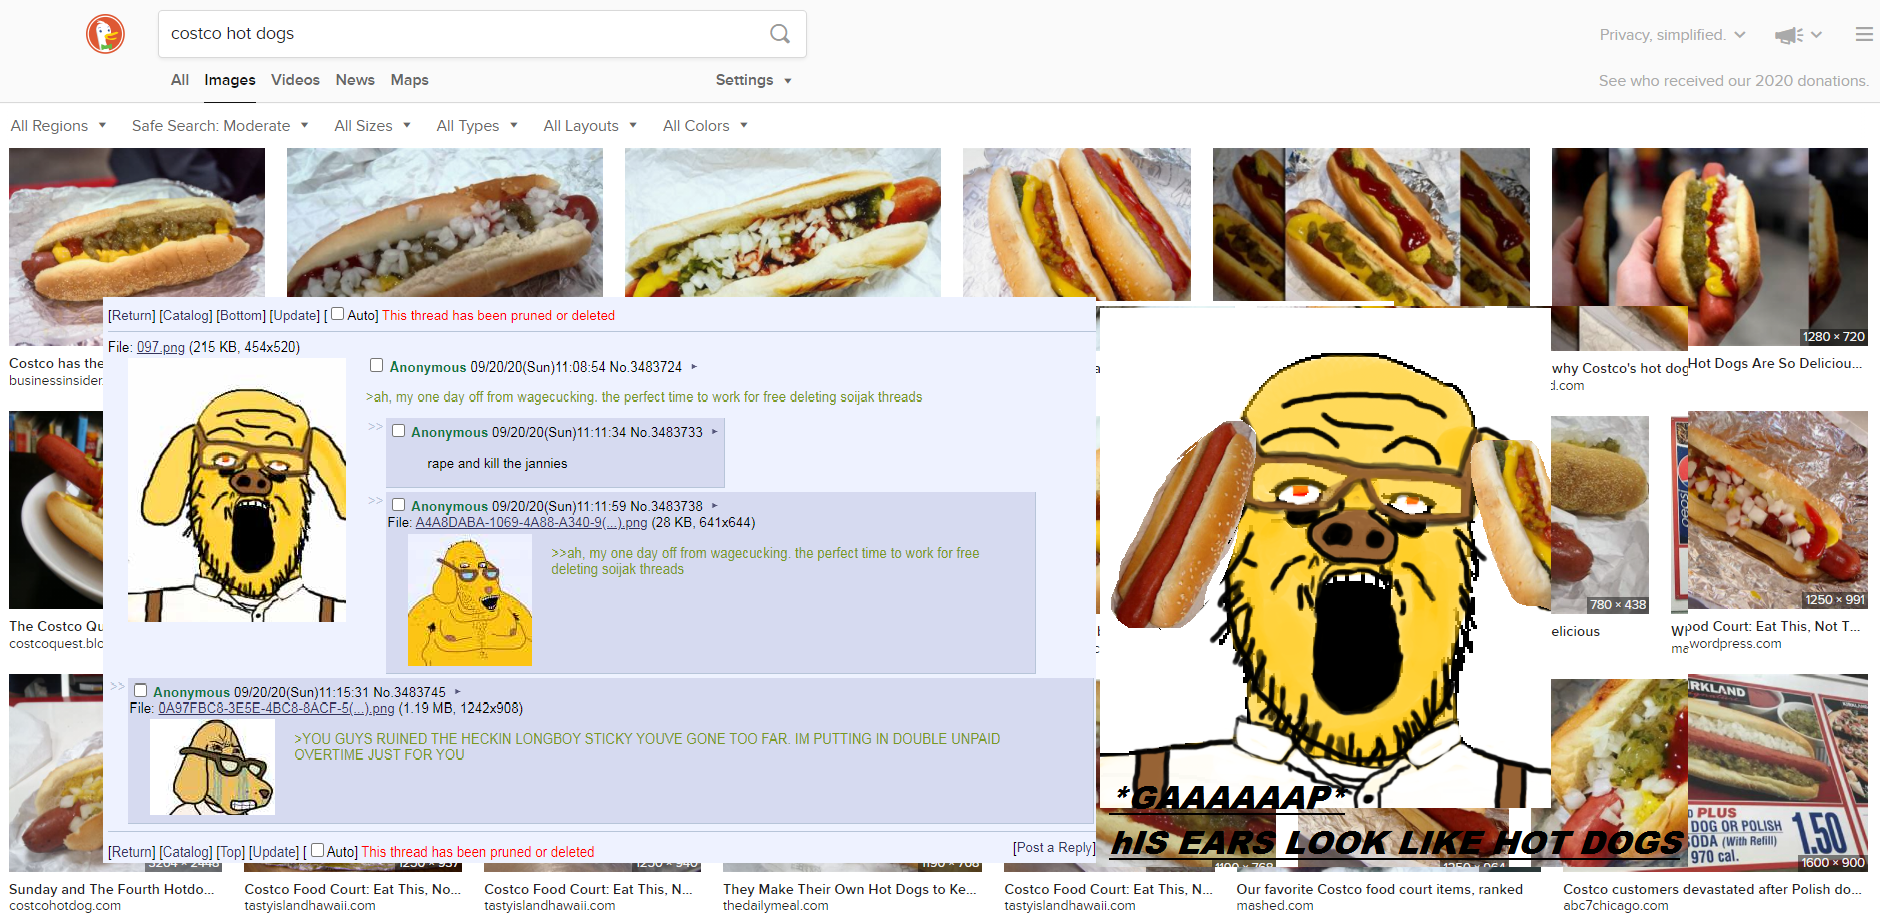 costco hot dogs
Privacy, simplified.
All Images Videos News Maps
Settings
See who received our 2020 donations.
All Regions Safe Search: Moderate All Sizes All Types All Layouts All Colors
1280 × 720
Costco has the
businessinsider.
why Costco's hot dog
d.com
Hot Dogs Are So Deliciou...
[Return] [Catalog] [Bottom] [Update] [ Auto] This thread has been pruned or deleted
File: 097.png (215 KB, 454x520)
Anonymous 09/20/20(Sun)11:08:54 No.3483724
>ah, my one day off from wagecucking. the perfect time to work for free deleting soijak threads
>> Anonymous 09/20/20(Sun)11:11:34 No.3483733
rape and kill the jannies
>> Anonymous 09/20/20(Sun)11:11:59 No.3483738
File: A4A8DABA-1069-4A88-A340-9(...).png (28 KB, 641x644)
>>ah, my one day off from wagecucking. the perfect time to work for free
deleting soijak threads
>> Anonymous 09/20/20(Sun)11:15:31 No.3483745
File: 0A97FBC8-3E5E-4BC8-8ACF-5(...).png (1.19 MB, 1242x908)
>YOU GUYS RUINED THE HECKIN LONGBOY STICKY YOUVE GONE TOO FAR. IM PUTTING IN DOUBLE UNPAID
OVERTIME JUST FOR YOU
[Return] [Catalog] [Top] [Update] [ Auto] This thread has been pruned or deleted
[Post a Reply]
780 × 438
1250 × 991
The Costco Qu
costcoquest.blo
elicious
ood Court: Eat This, Not T...
wordpress.com
*GAAAAAAP*
hIS EARS LOOK LIKE HOT DOGS
RKLAND
PLUS
DOG OR POLISH
SODA (With Refill)
970 cal.
1.50
1600 × 900
Sunday and The Fourth Hotdo...
costcohotdog.com
Costco Food Court: Eat This, No...
tastyislandhawaii.com
Costco Food Court: Eat This, N...
tastyislandhawaii.com
They Make Their Own Hot Dogs to Ke...
thedailymeal.com
Costco Food Court: Eat This, N...
tastyislandhawaii.com
Our favorite Costco food court items, ranked
mashed.com
Costco customers devastated after Polish do...
abc7chicago.com